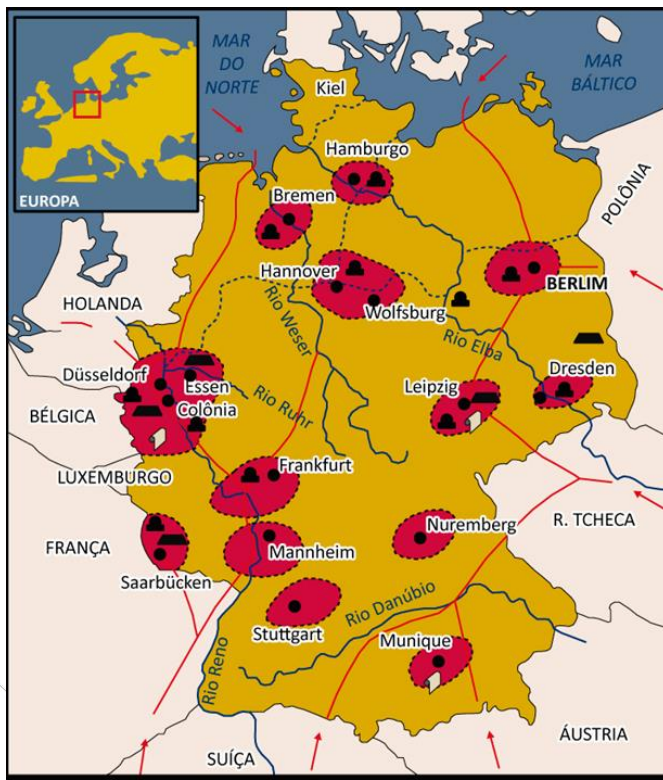 MAR
DO
NORTE
MAR
BÁLTICO
Kiel
Hamburgo
Bremen
POLÔNIA
EUROPA
Hannover
BERLIM
HOLANDA
Wolfsburg
Rio Weser
Rio Elba
Düsseldorf
Essen
Dresden
Leipzig
Colônia
BÉLGICA
Rio Ruhr
LUXEMBURGO
Frankfurt
Nuremberg
R. TCHECA
FRANÇA
Mannheim
Saarbücken
Rio Danúbio
Stuttgart
Munique
Rio Reno
ÁUSTRIA
SUÍÇA